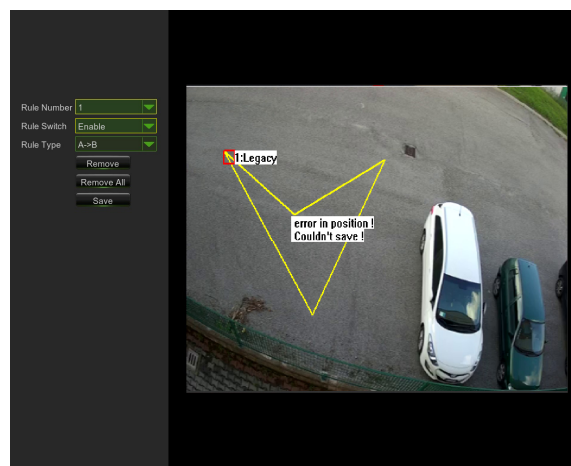 Rule Number 1
Rule Switch Enable
Rule Type A->B
Remove
Remove All
Save
1:Legacy
error in position !
Couldn't save !